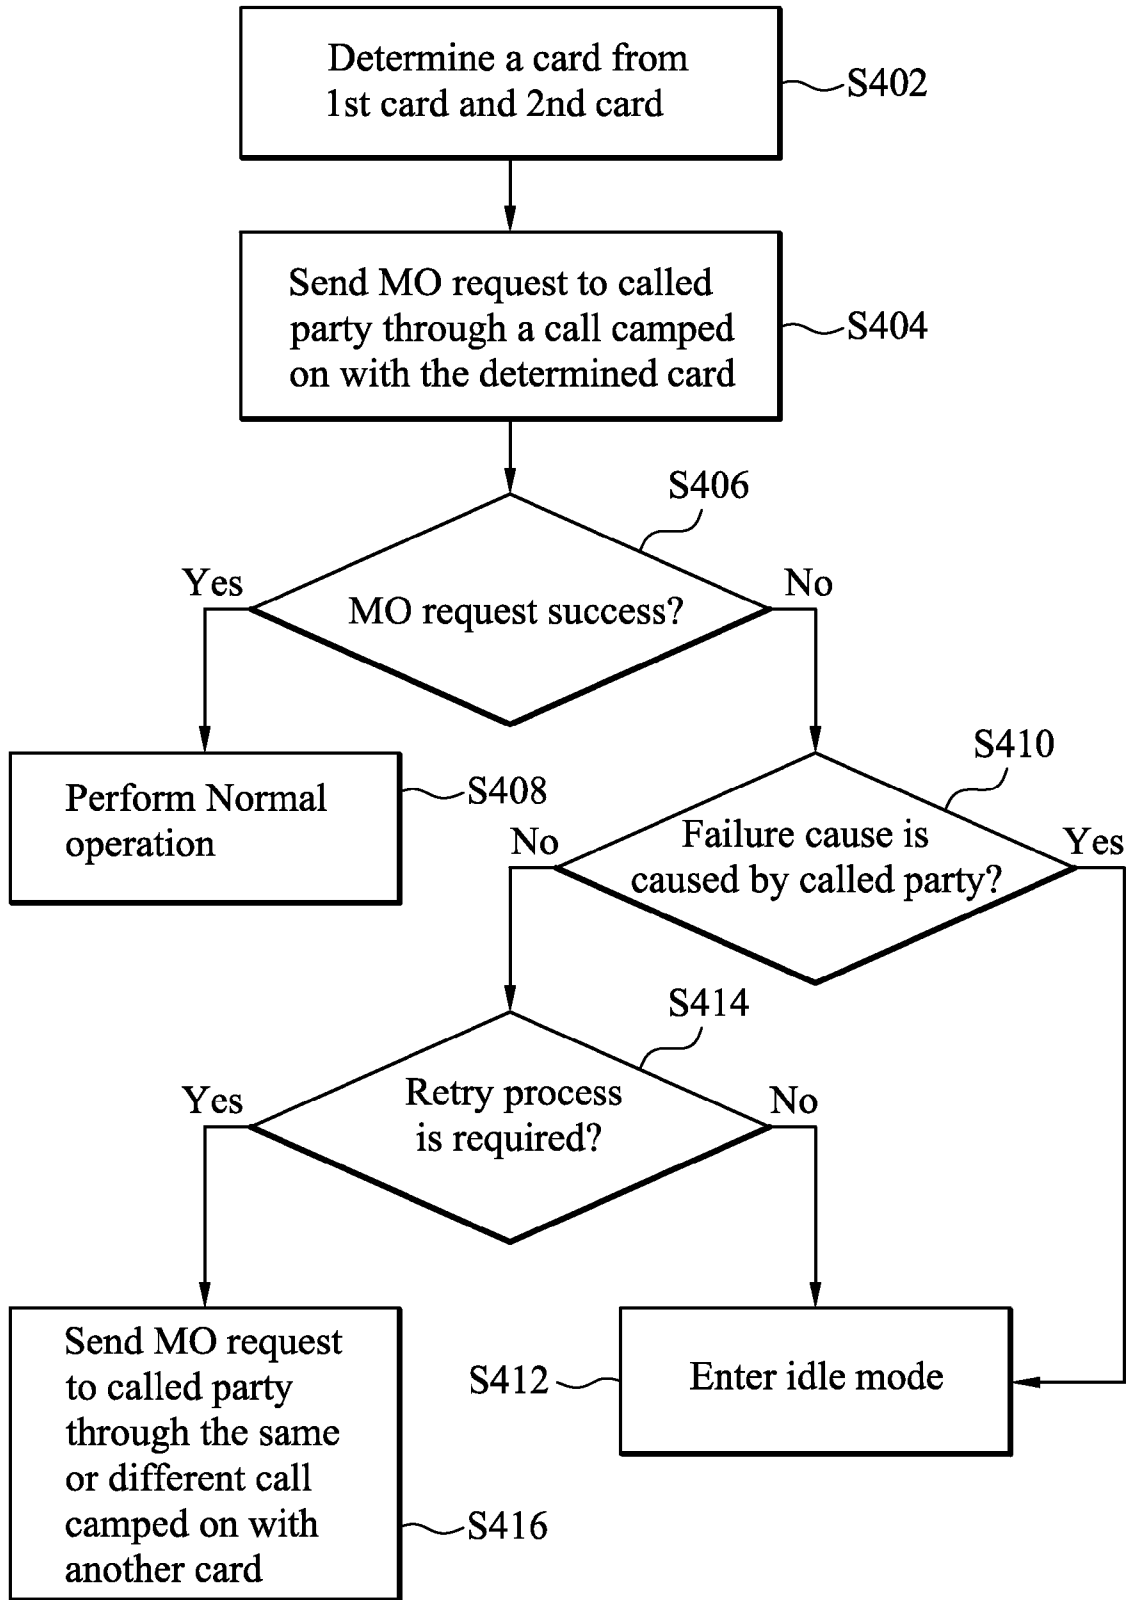 Determine a card from
1st card and 2nd card
S402
Send MO request to called
party through a call camped
on with the determined card
S404
S406
Yes
No
MO request success?
Perform Normal
operation
S408
S410
No
Yes
Failure cause is
caused by called party?
S414
Yes
No
Retry process
is required?
Send MO request
to called party
through the same
or different call
camped on with
another card
S416
S412
Enter idle mode